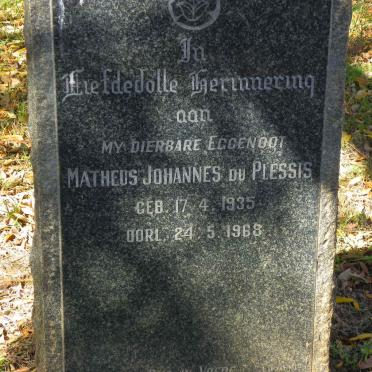 In
Liefdevolle Herinnering
aan
MY DIERBARE EGGENOOT
MATHEUS JOHANNES DU PLESSIS
GEB. 17. 4. 1935
OORL. 24. 5. 1968